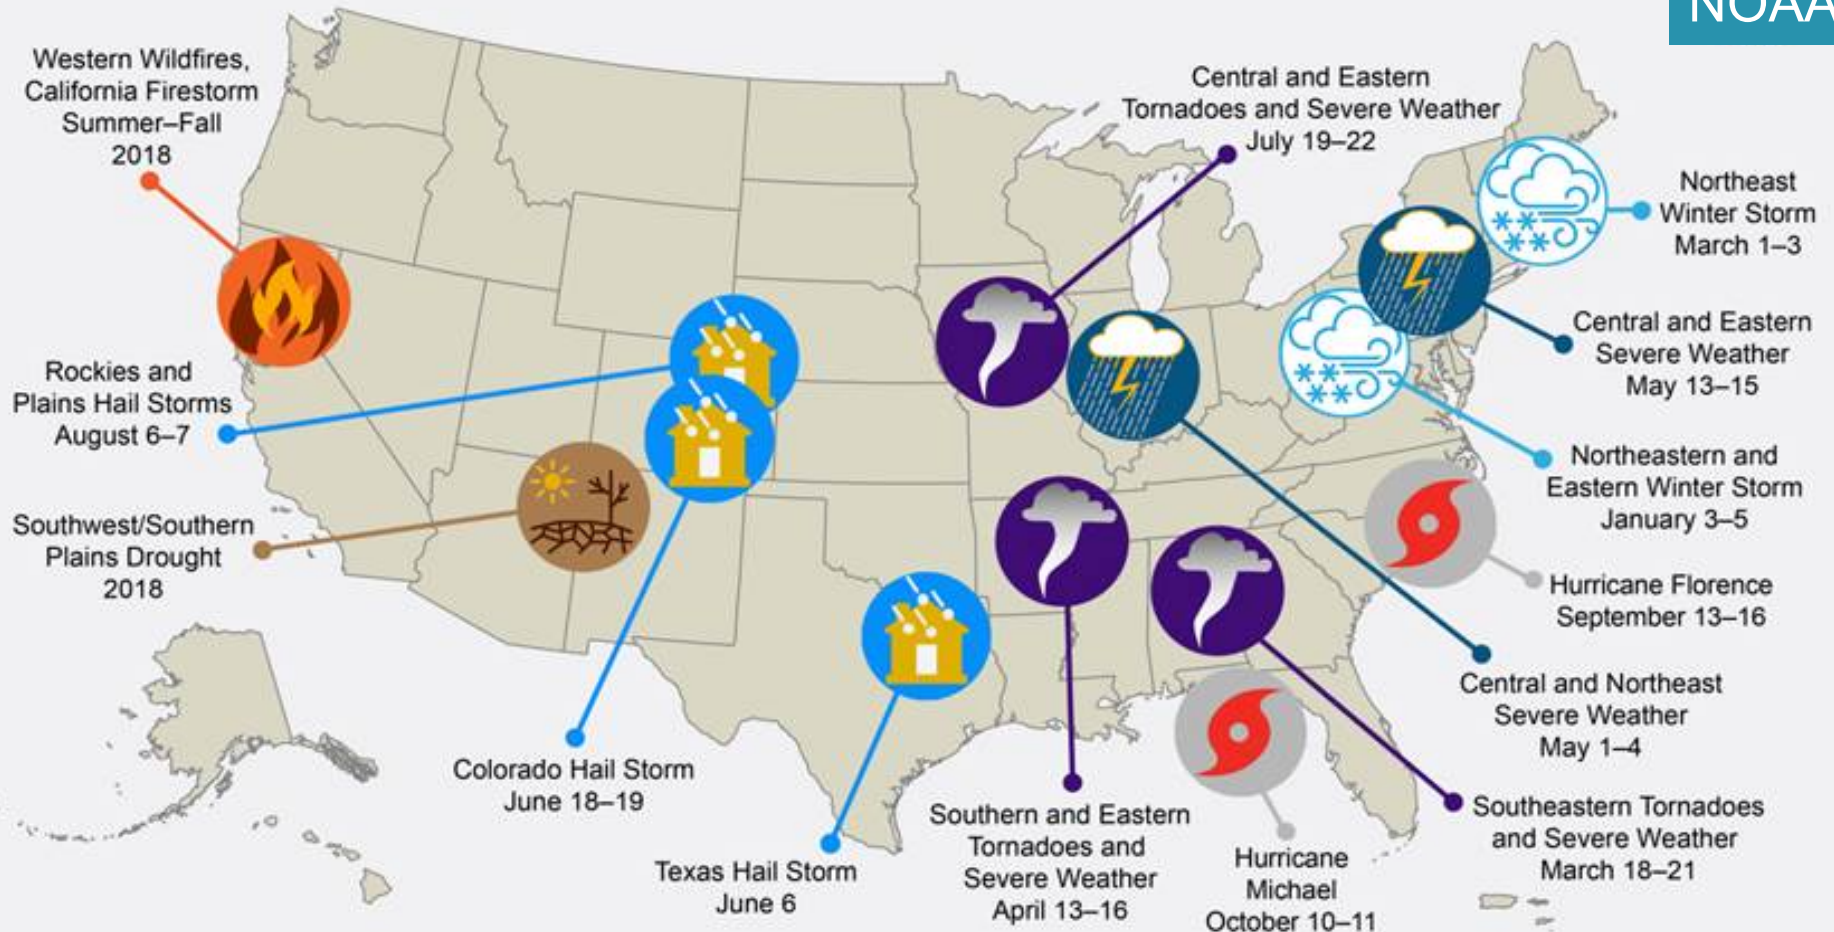 NOAA
Western Wildfires,
California Firestorm
Summer–Fall
2018
Central and Eastern
Tornadoes and Severe Weather
July 19–22
Northeast
Winter Storm
March 1–3
Central and Eastern
Severe Weather
May 13–15
Rockies and
Plains Hail Storms
August 6–7
Northeastern and
Eastern Winter Storm
January 3–5
Southwest/Southern
Plains Drought
2018
Hurricane Florence
September 13–16
Central and Northeast
Severe Weather
May 1–4
Colorado Hail Storm
June 18–19
Southern and Eastern
Tornadoes and
Severe Weather
April 13–16
Southeastern Tornadoes
and Severe Weather
March 18–21
Texas Hail Storm
June 6
Hurricane
Michael
October 10–11